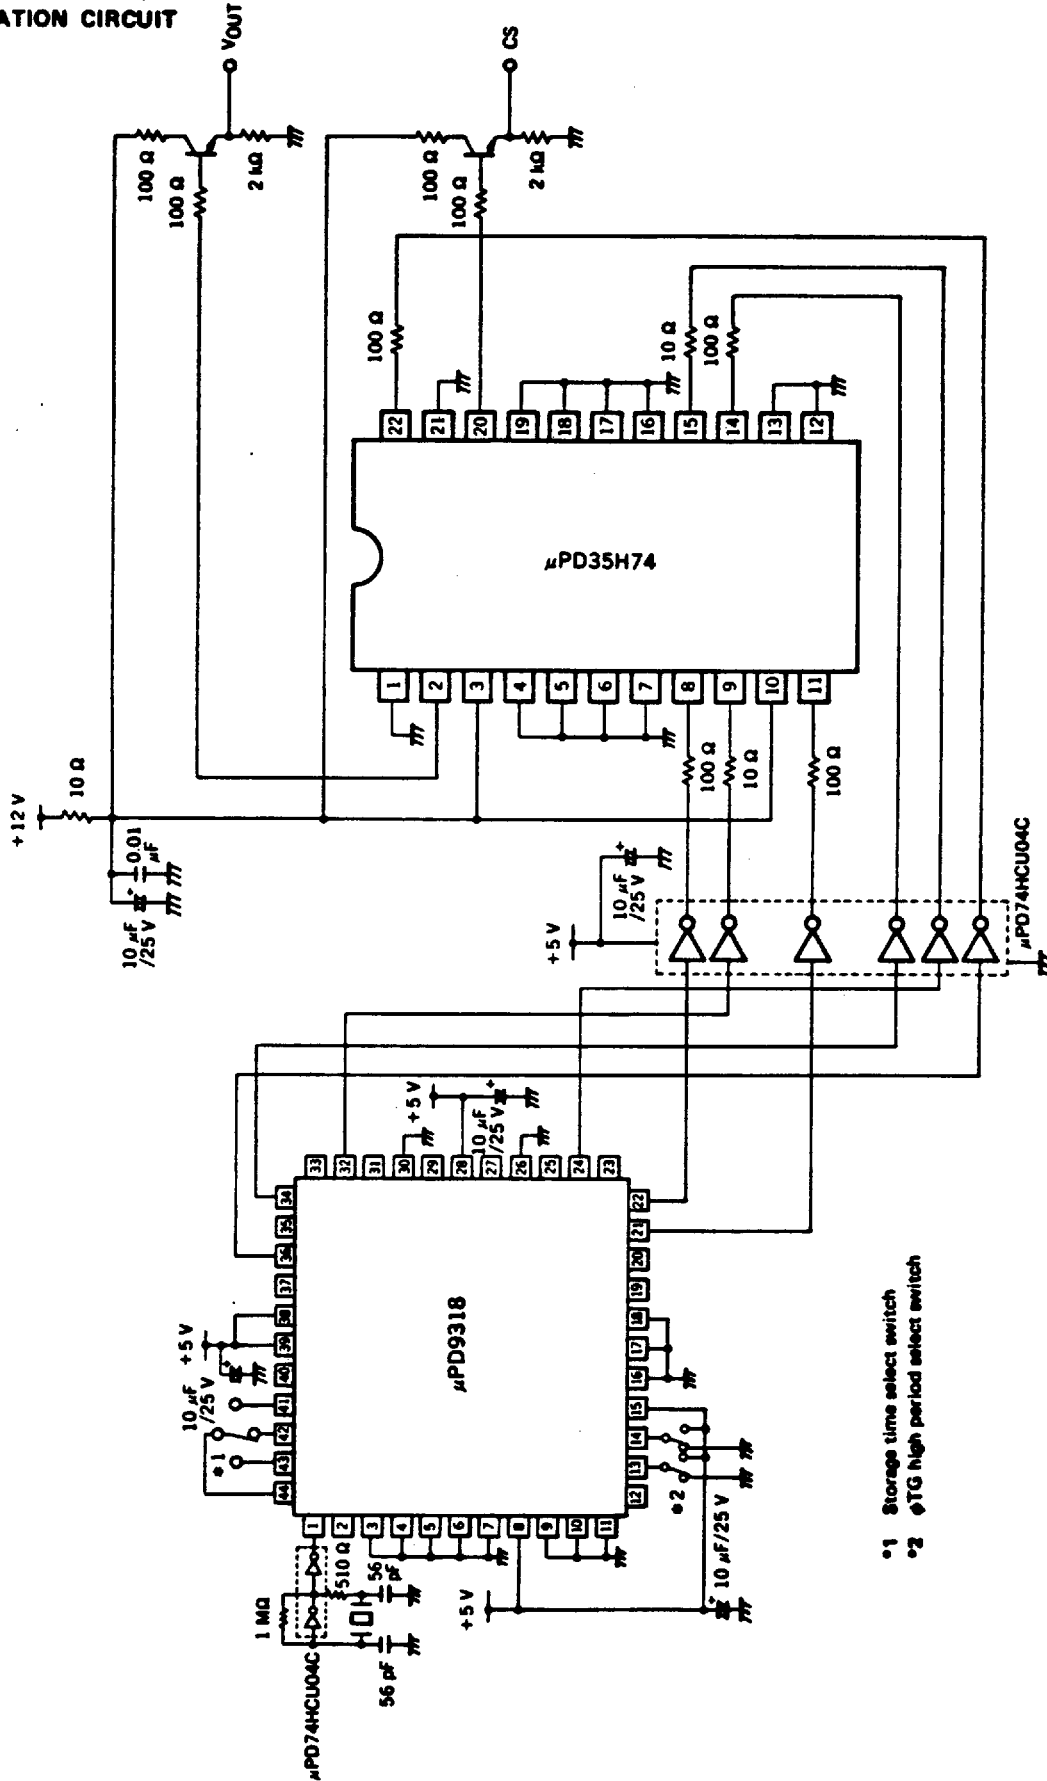 ATION CIRCUIT
VOUT
CS
100 Ω
100 Ω
2 kΩ
100 Ω
100 Ω
2 kΩ
+12 V
10 Ω
0.01
μF
10 μF
/25 V
100 Ω
10 Ω
100 Ω
22
21
20
19
18
17
16
15
14
13
12
μPD35H74
1
2
3
4
5
6
7
8
9
10
11
100 Ω
10 Ω
100 Ω
+5 V
10 μF
/25 V
μPD74HCU04C
+5 V
10 μF
/25 V
33
32
31
30
29
28
27
26
25
24
23
34
35
36
37
38
39
40
41
42
43
44
+5 V
10 μF
/25 V
*1
μPD9318
22
21
20
19
18
17
16
15
14
13
12
*2
1
2
3
4
5
6
7
8
9
10
11
1 MΩ
510 Ω
56
pF
56 pF
μPD74HCU04C
+5 V
10 μF/25 V
*1 Storage time select switch
*2 φTG high period select switch